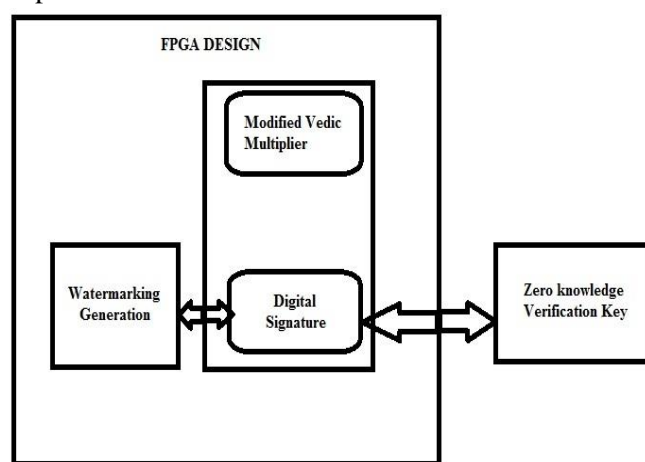 FPGA DESIGN
Modified Vedic
Multiplier
Watermarking
Generation
Digital
Signature
Zero knowledge
Verification Key